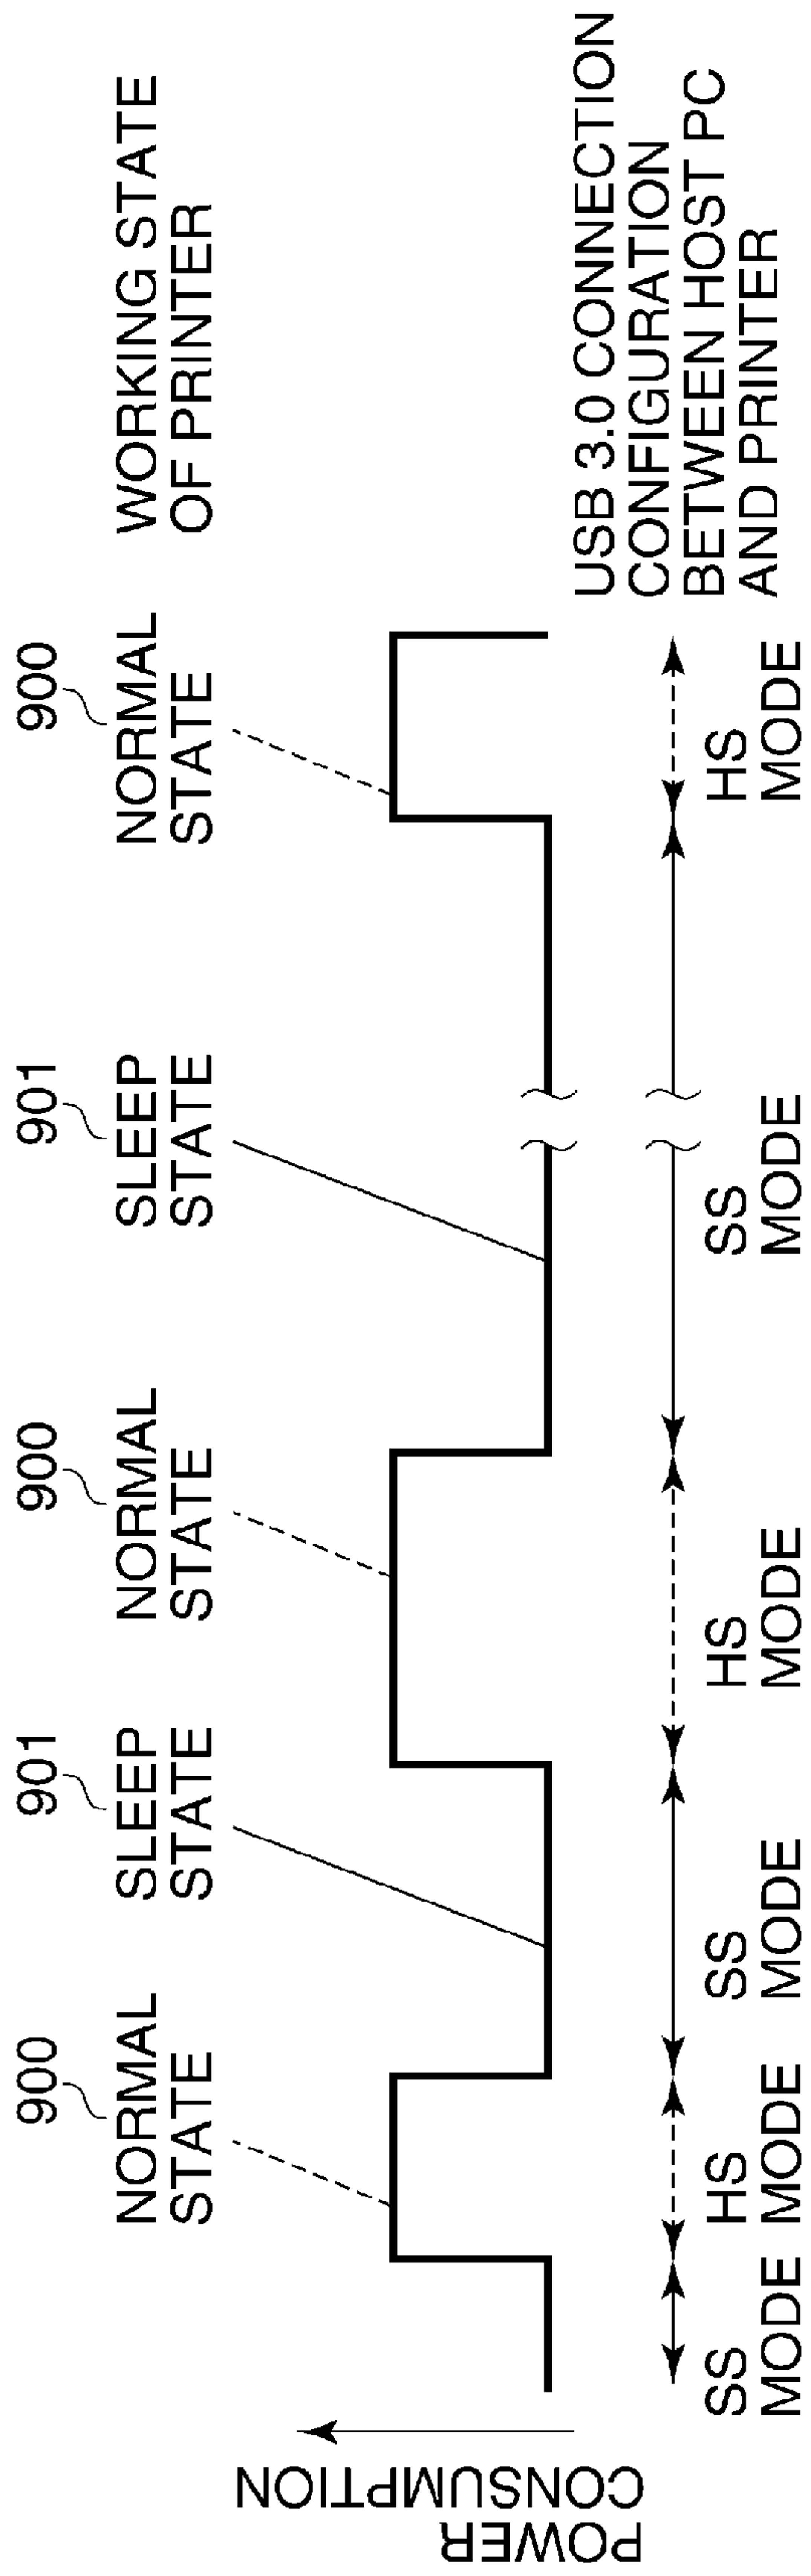 900
NORMAL
STATE
901
SLEEP
STATE
900
NORMAL
STATE
901
SLEEP
STATE
900
NORMAL
STATE
WORKING STATE
OF PRINTER
POWER
CONSUMPTION
SS
MODE
HS
MODE
SS
MODE
HS
MODE
SS
MODE
HS
MODE
USB 3.0 CONNECTION
CONFIGURATION
BETWEEN HOST PC
AND PRINTER